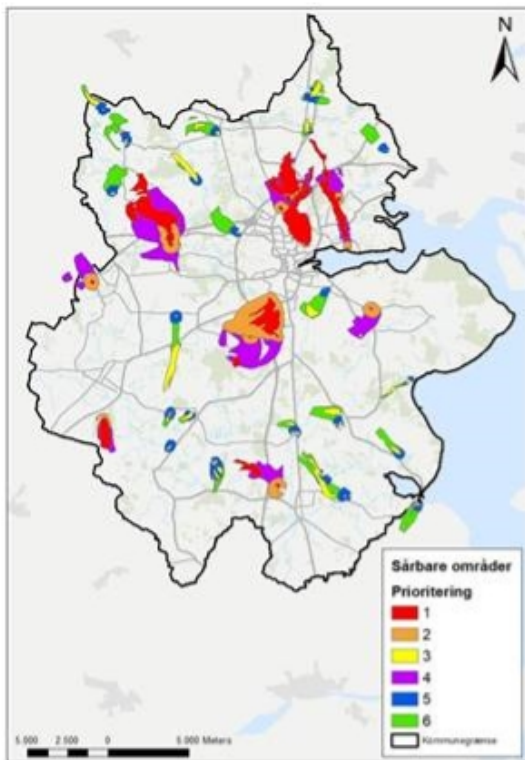 N
Sårbare områder
Prioritering
1
2
3
4
5
6
Kommunegrænse
5.000 2.500 0 5.000 Meters